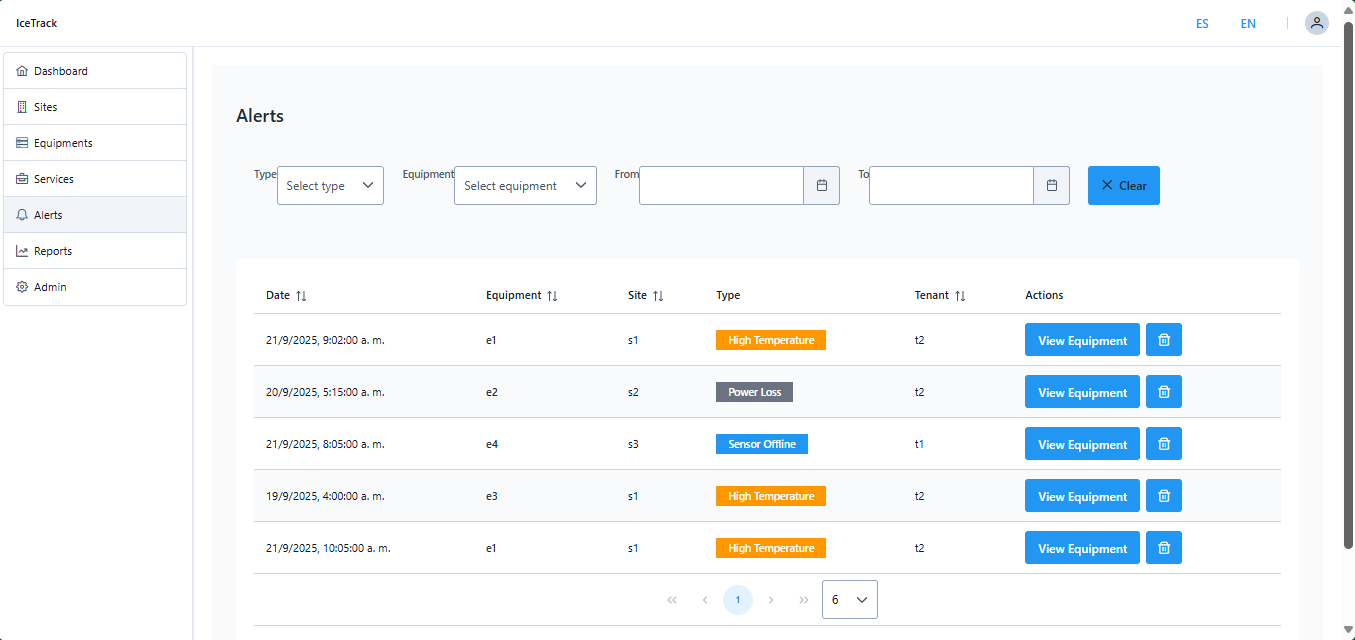 IceTrack
ES EN
Dashboard
Sites
Equipments
Services
Alerts
Reports
Admin
Alerts
Type Select type Equipment Select equipment From To Clear
Date Equipment Site Type Tenant Actions
21/9/2025, 9:02:00 a. m. e1 s1 High Temperature t2 View Equipment
20/9/2025, 5:15:00 a. m. e2 s2 Power Loss t2 View Equipment
21/9/2025, 8:05:00 a. m. e4 s3 Sensor Offline t1 View Equipment
19/9/2025, 4:00:00 a. m. e3 s1 High Temperature t2 View Equipment
21/9/2025, 10:05:00 a. m. e1 s1 High Temperature t2 View Equipment
1 6